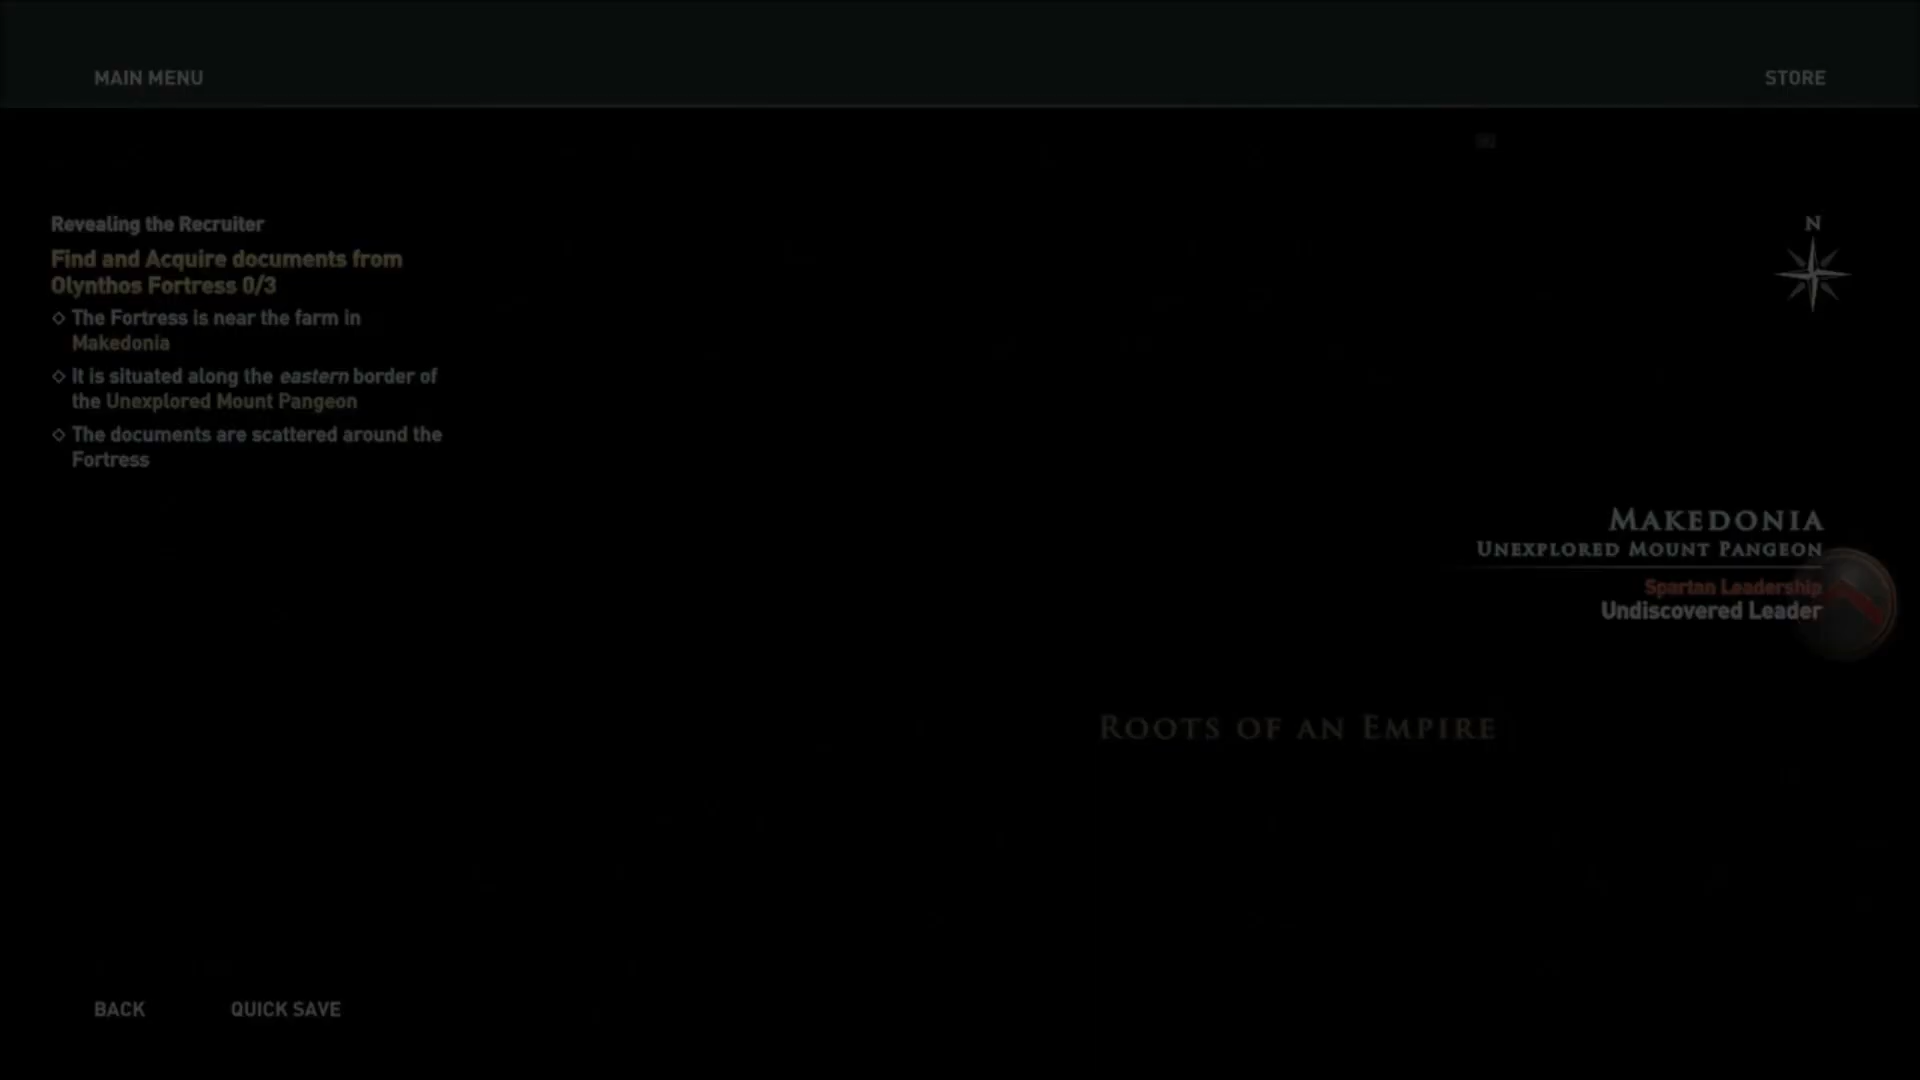 MAIN MENU
STORE
Revealing the Recruiter
Find and Acquire documents from
Olynthos Fortress 0/3
The Fortress is near the farm in
Makedonia
It is situated along the eastern border of
the Unexplored Mount Pangeon
The documents are scattered around the
Fortress
N
MAKEDONIA
UNEXPLORED MOUNT PANGEON
Spartan Leadership
Undiscovered Leader
ROOTS OF AN EMPIRE
BACK
QUICK SAVE